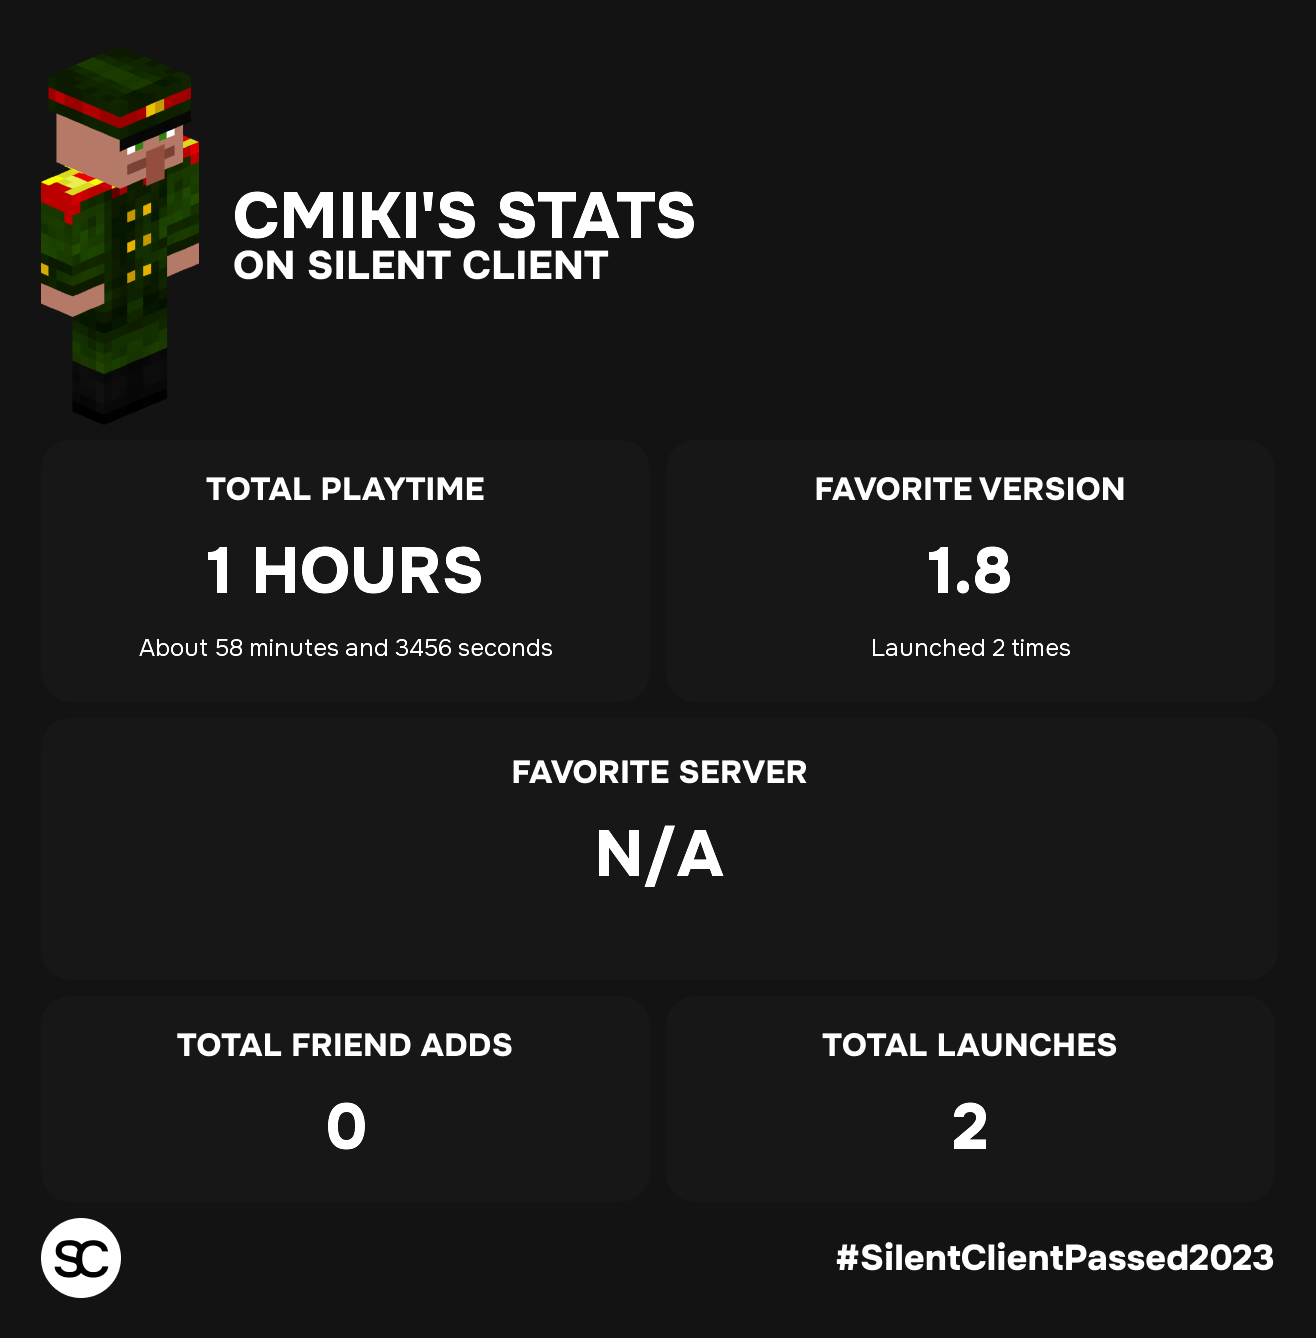 CMIKI'S STATS
ON SILENT CLIENT
TOTAL PLAYTIME
1 HOURS
About 58 minutes and 3456 seconds
FAVORITE VERSION
1.8
Launched 2 times
FAVORITE SERVER
N/A
TOTAL FRIEND ADDS
0
TOTAL LAUNCHES
2
SC
#SilentClientPassed2023